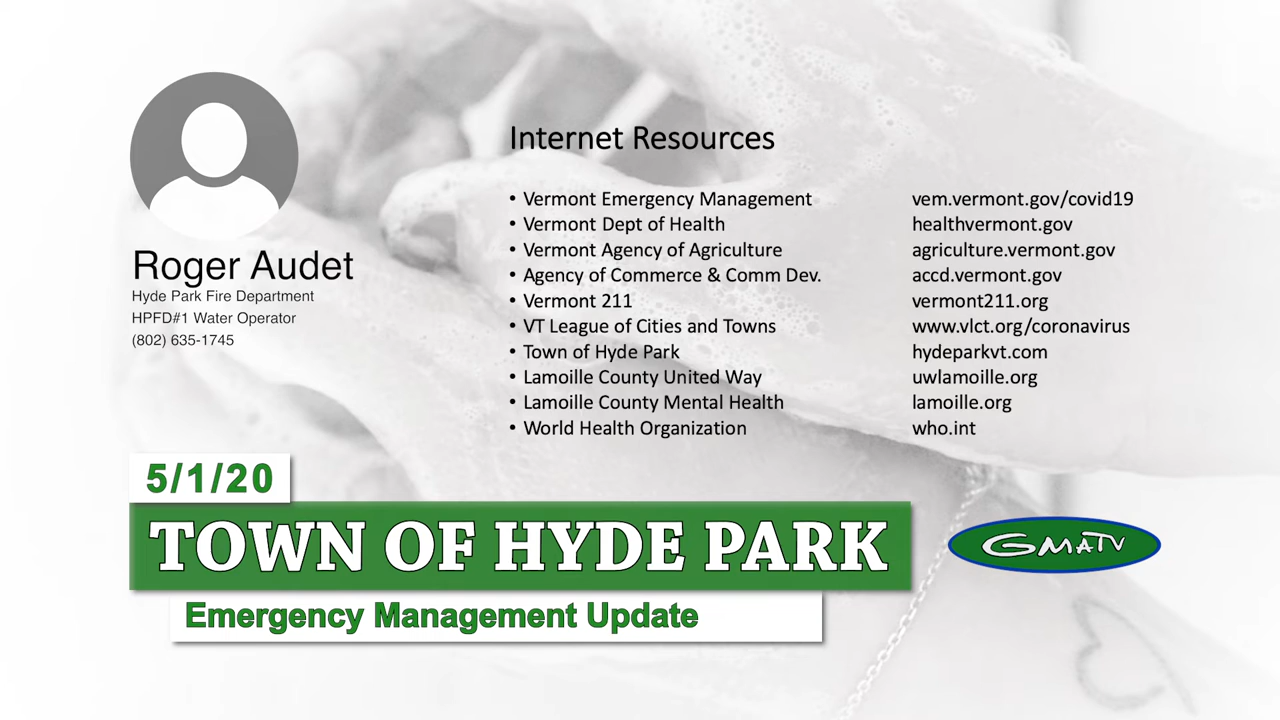 Roger Audet
Hyde Park Fire Department
HPFD#1 Water Operator
(802) 635-1745
Internet Resources
• Vermont Emergency Management vem.vermont.gov/covid19
• Vermont Dept of Health healthvermont.gov
• Vermont Agency of Agriculture agriculture.vermont.gov
• Agency of Commerce & Comm Dev. accd.vermont.gov
• Vermont 211 vermont211.org
• VT League of Cities and Towns www.vlct.org/coronavirus
• Town of Hyde Park hydeparkvt.com
• Lamoille County United Way uwlamoille.org
• Lamoille County Mental Health lamoille.org
• World Health Organization who.int
5/1/20
TOWN OF HYDE PARK
GMATV
Emergency Management Update